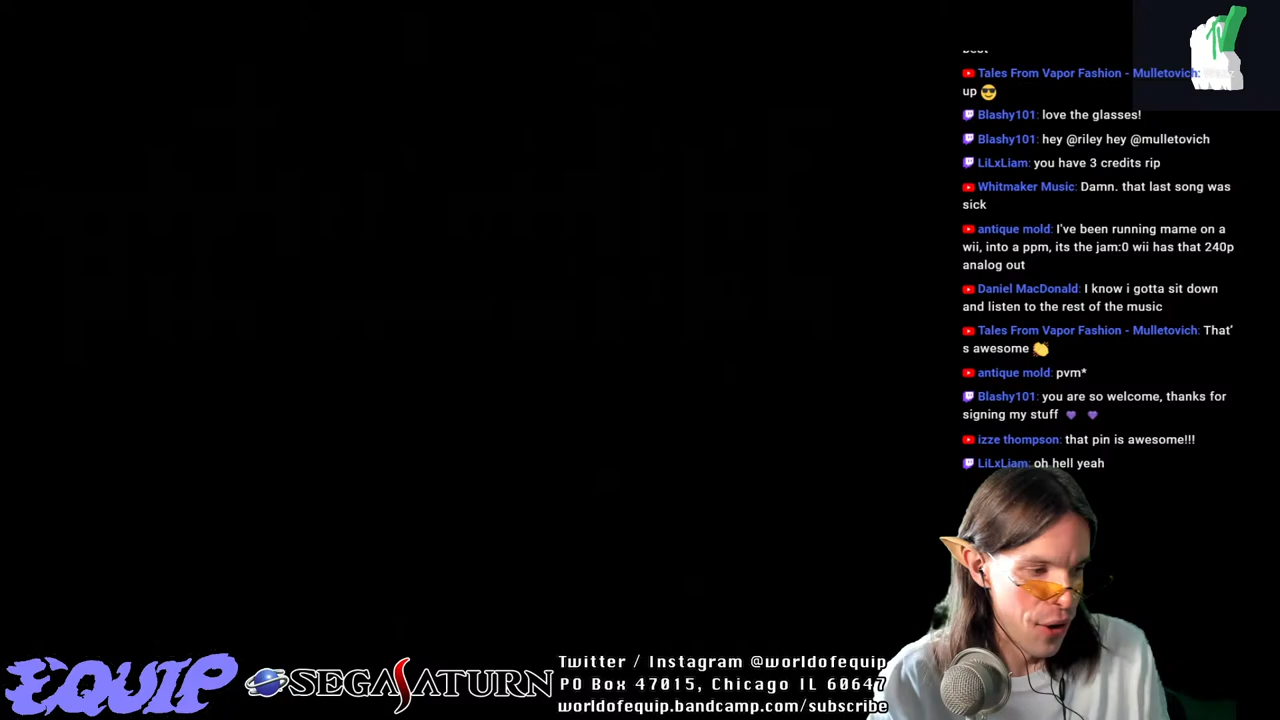 Tales From Vapor Fashion - Mulletovich:
up 😎
Blashy101: love the glasses!
Blashy101: hey @riley hey @mulletovich
LiLxLiam: you have 3 credits rip
Whitmaker Music: Damn. that last song was
sick
antique mold: I've been running mame on a
wii, into a ppm, its the jam:0 wii has that 240p
analog out
Daniel MacDonald: I know i gotta sit down
and listen to the rest of the music
Tales From Vapor Fashion - Mulletovich: That'
s awesome 👏
antique mold: pvm*
Blashy101: you are so welcome, thanks for
signing my stuff 💜 💜
izze thompson: that pin is awesome!!!
LiLxLiam: oh hell yeah
EQUIP
SEGA SATURN
Twitter / Instagram @worldofequip
PO Box 47015, Chicago IL 60647
worldofequip.bandcamp.com/subscribe